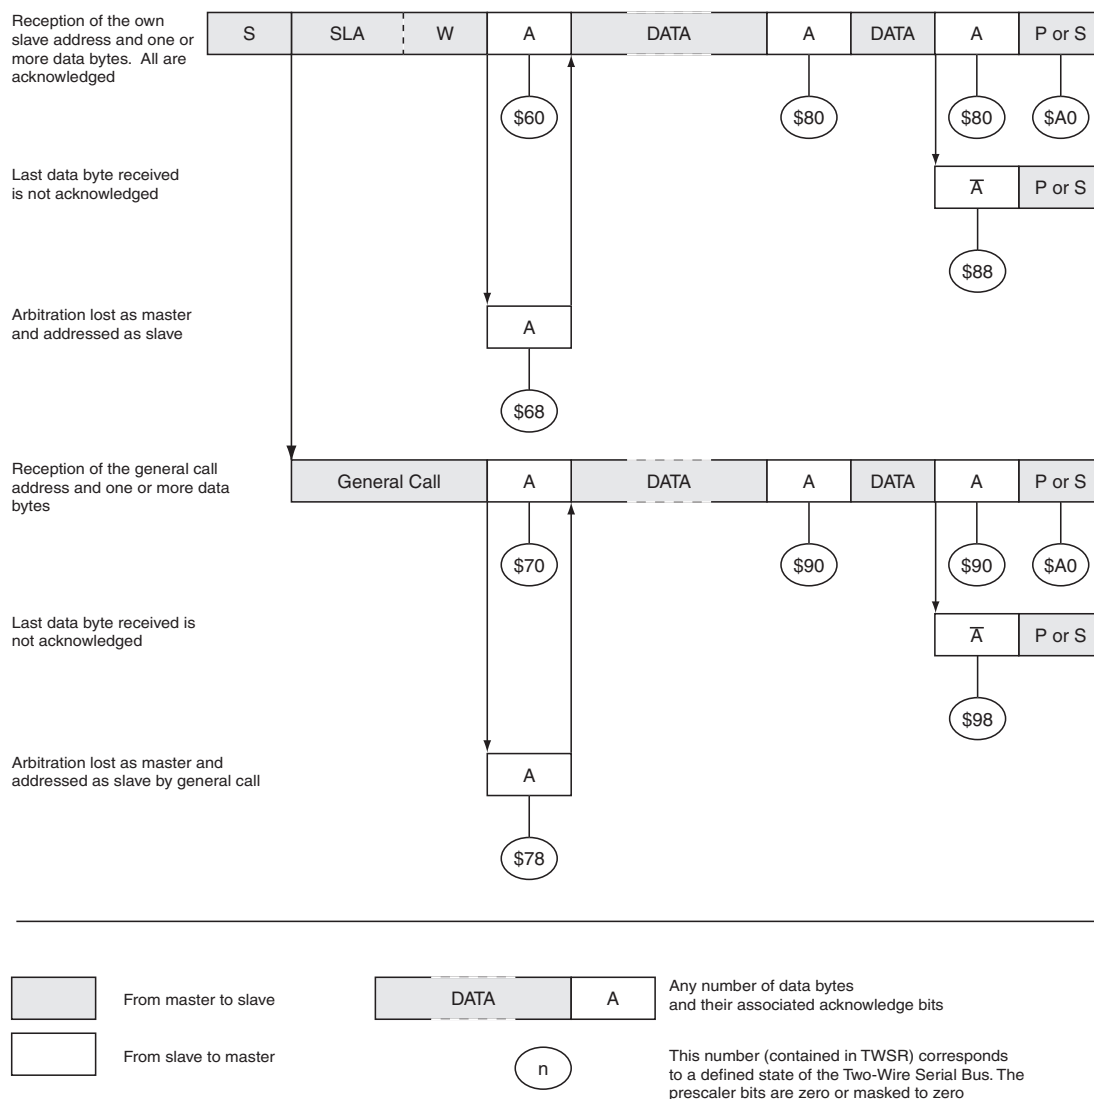 Reception of the own
slave address and one or
more data bytes. All are
acknowledged
S SLA W A DATA A DATA A P or S
$60 $80 $80 $A0
Last data byte received
is not acknowledged
A̅ P or S
$88
Arbitration lost as master
and addressed as slave
A
$68
Reception of the general call
address and one or more data
bytes
General Call A DATA A DATA A P or S
$70 $90 $90 $A0
Last data byte received is
not acknowledged
A̅ P or S
$98
Arbitration lost as master and
addressed as slave by general call
A
$78
From master to slave
From slave to master
DATA A
Any number of data bytes
and their associated acknowledge bits
n
This number (contained in TWSR) corresponds
to a defined state of the Two-Wire Serial Bus. The
prescaler bits are zero or masked to zero